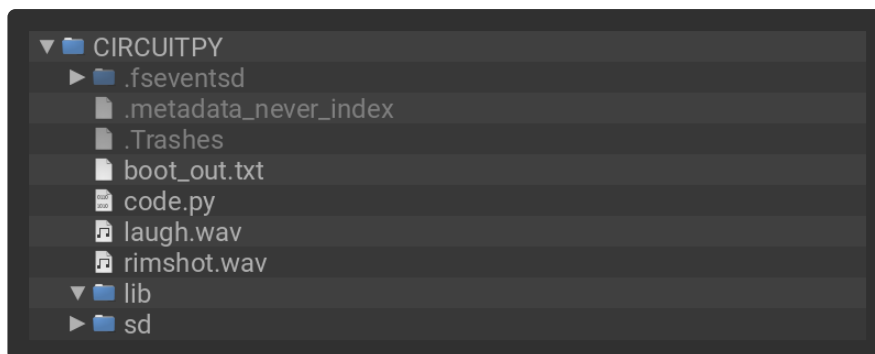 CIRCUITPY
.fseventsd
.metadata_never_index
.Trashes
boot_out.txt
code.py
laugh.wav
rimshot.wav
lib
sd